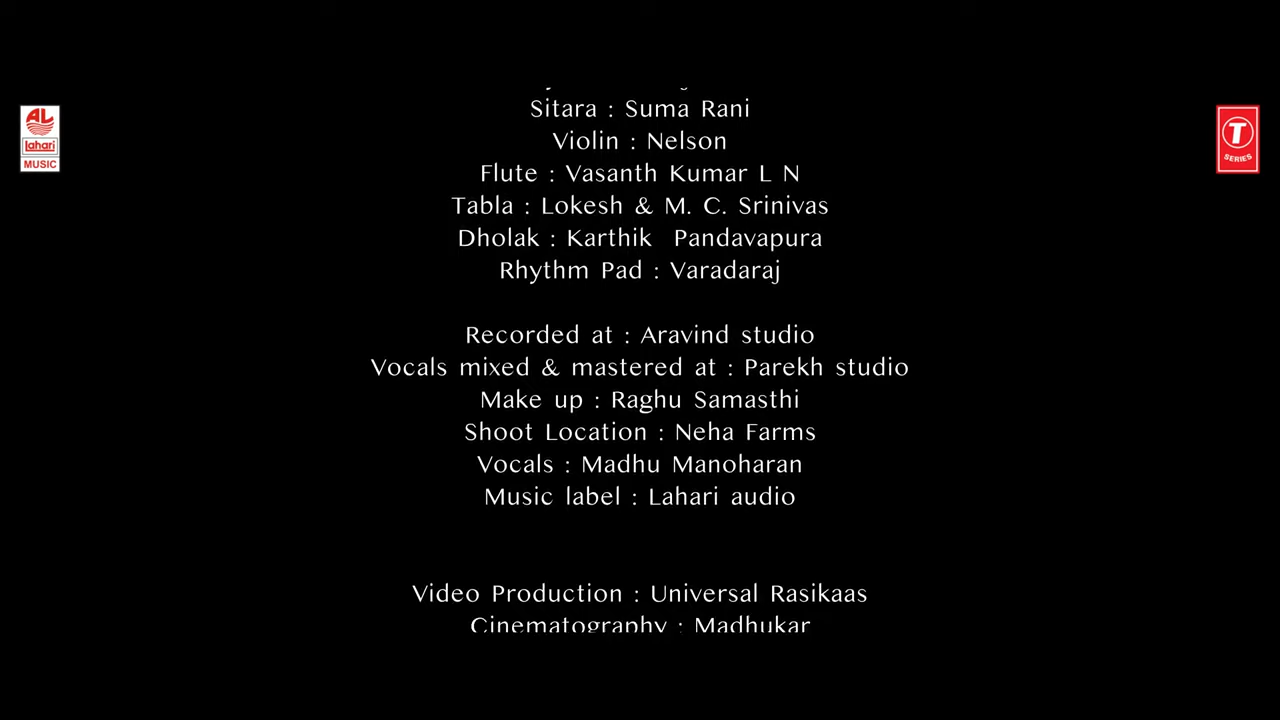 Sitara : Suma Rani
Violin : Nelson
Flute : Vasanth Kumar L N
Tabla : Lokesh & M. C. Srinivas
Dholak : Karthik Pandavapura
Rhythm Pad : Varadaraj
Recorded at : Aravind studio
Vocals mixed & mastered at : Parekh studio
Make up : Raghu Samasthi
Shoot Location : Neha Farms
Vocals : Madhu Manoharan
Music label : Lahari audio
Video Production : Universal Rasikaas
Cinematography : Madhukar
AL
lahari
MUSIC
T
SERIES